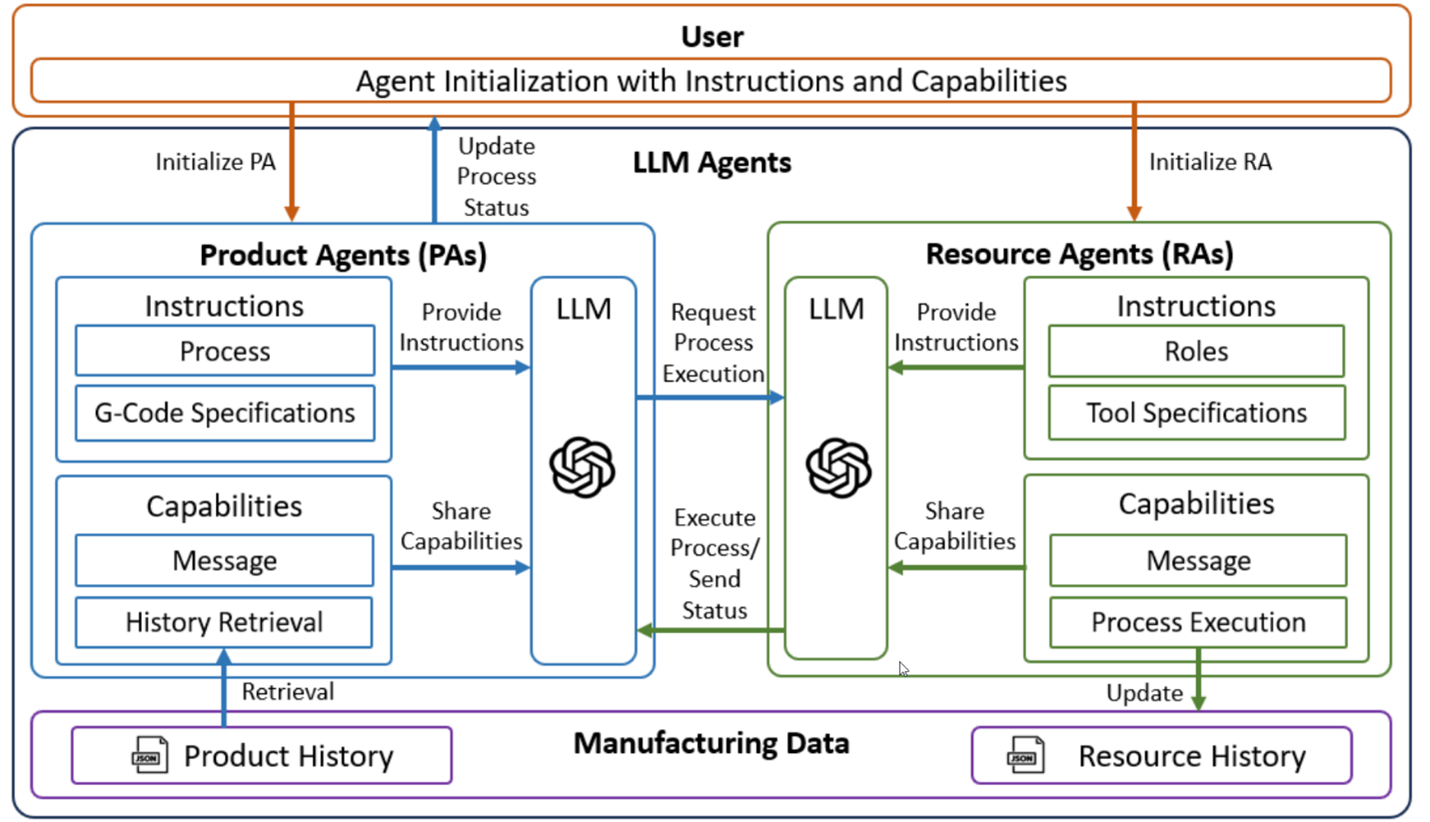 User
Agent Initialization with Instructions and Capabilities
Initialize PA
Update
Process
Status
LLM Agents
Initialize RA
Product Agents (PAs)
Instructions
Process
G-Code Specifications
Provide
Instructions
LLM
Capabilities
Message
History Retrieval
Share
Capabilities
Request
Process
Execution
Execute
Process/
Send
Status
Resource Agents (RAs)
LLM
Provide
Instructions
Instructions
Roles
Tool Specifications
Share
Capabilities
Capabilities
Message
Process Execution
Retrieval
Update
Manufacturing Data
JSON
Product History
JSON
Resource History